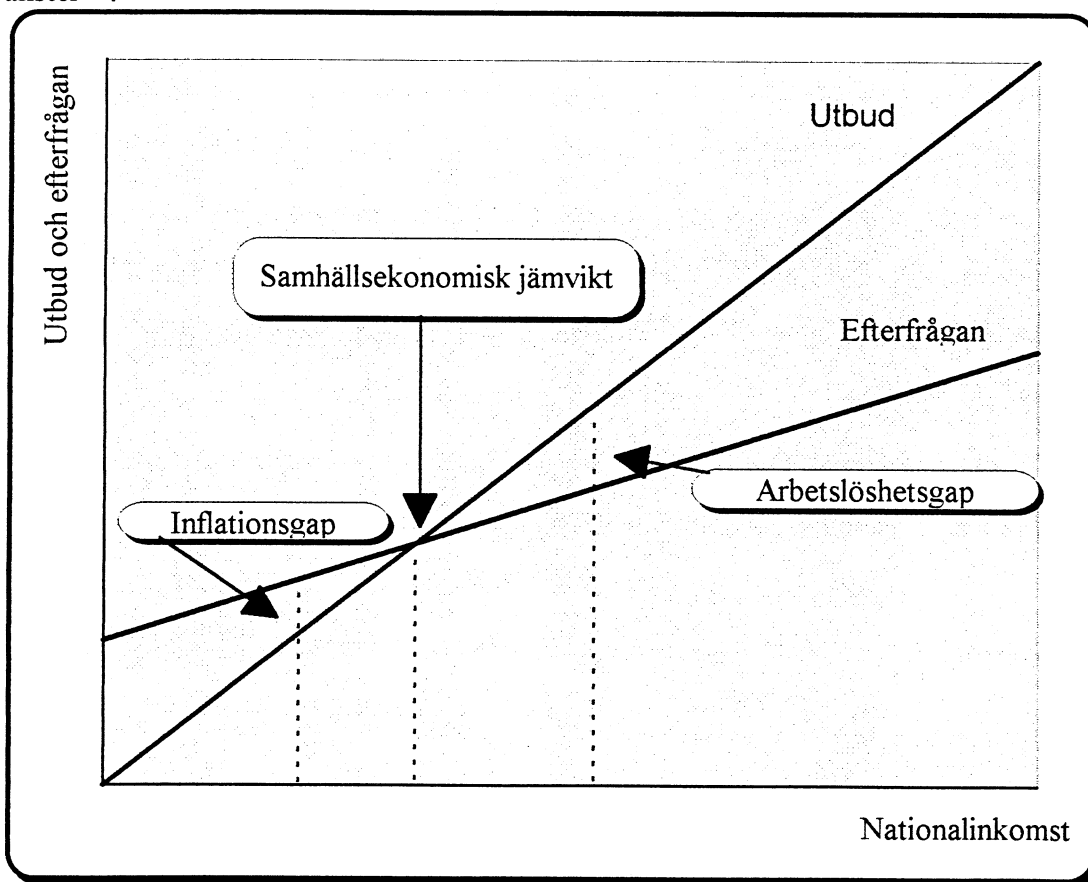 Utbud och efterfrågan
Utbud
Samhällsekonomisk jämvikt
Efterfrågan
Arbetslöshetsgap
Inflationsgap
Nationalinkomst